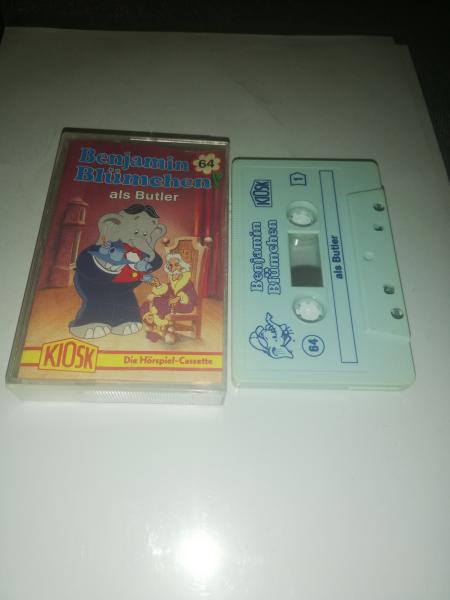 Benjamin
Blümchen
64
als Butler
KIOSK
Die Hörspiel-Cassette
KIOSK
1
Benjamin
Blümchen
als Butler
64